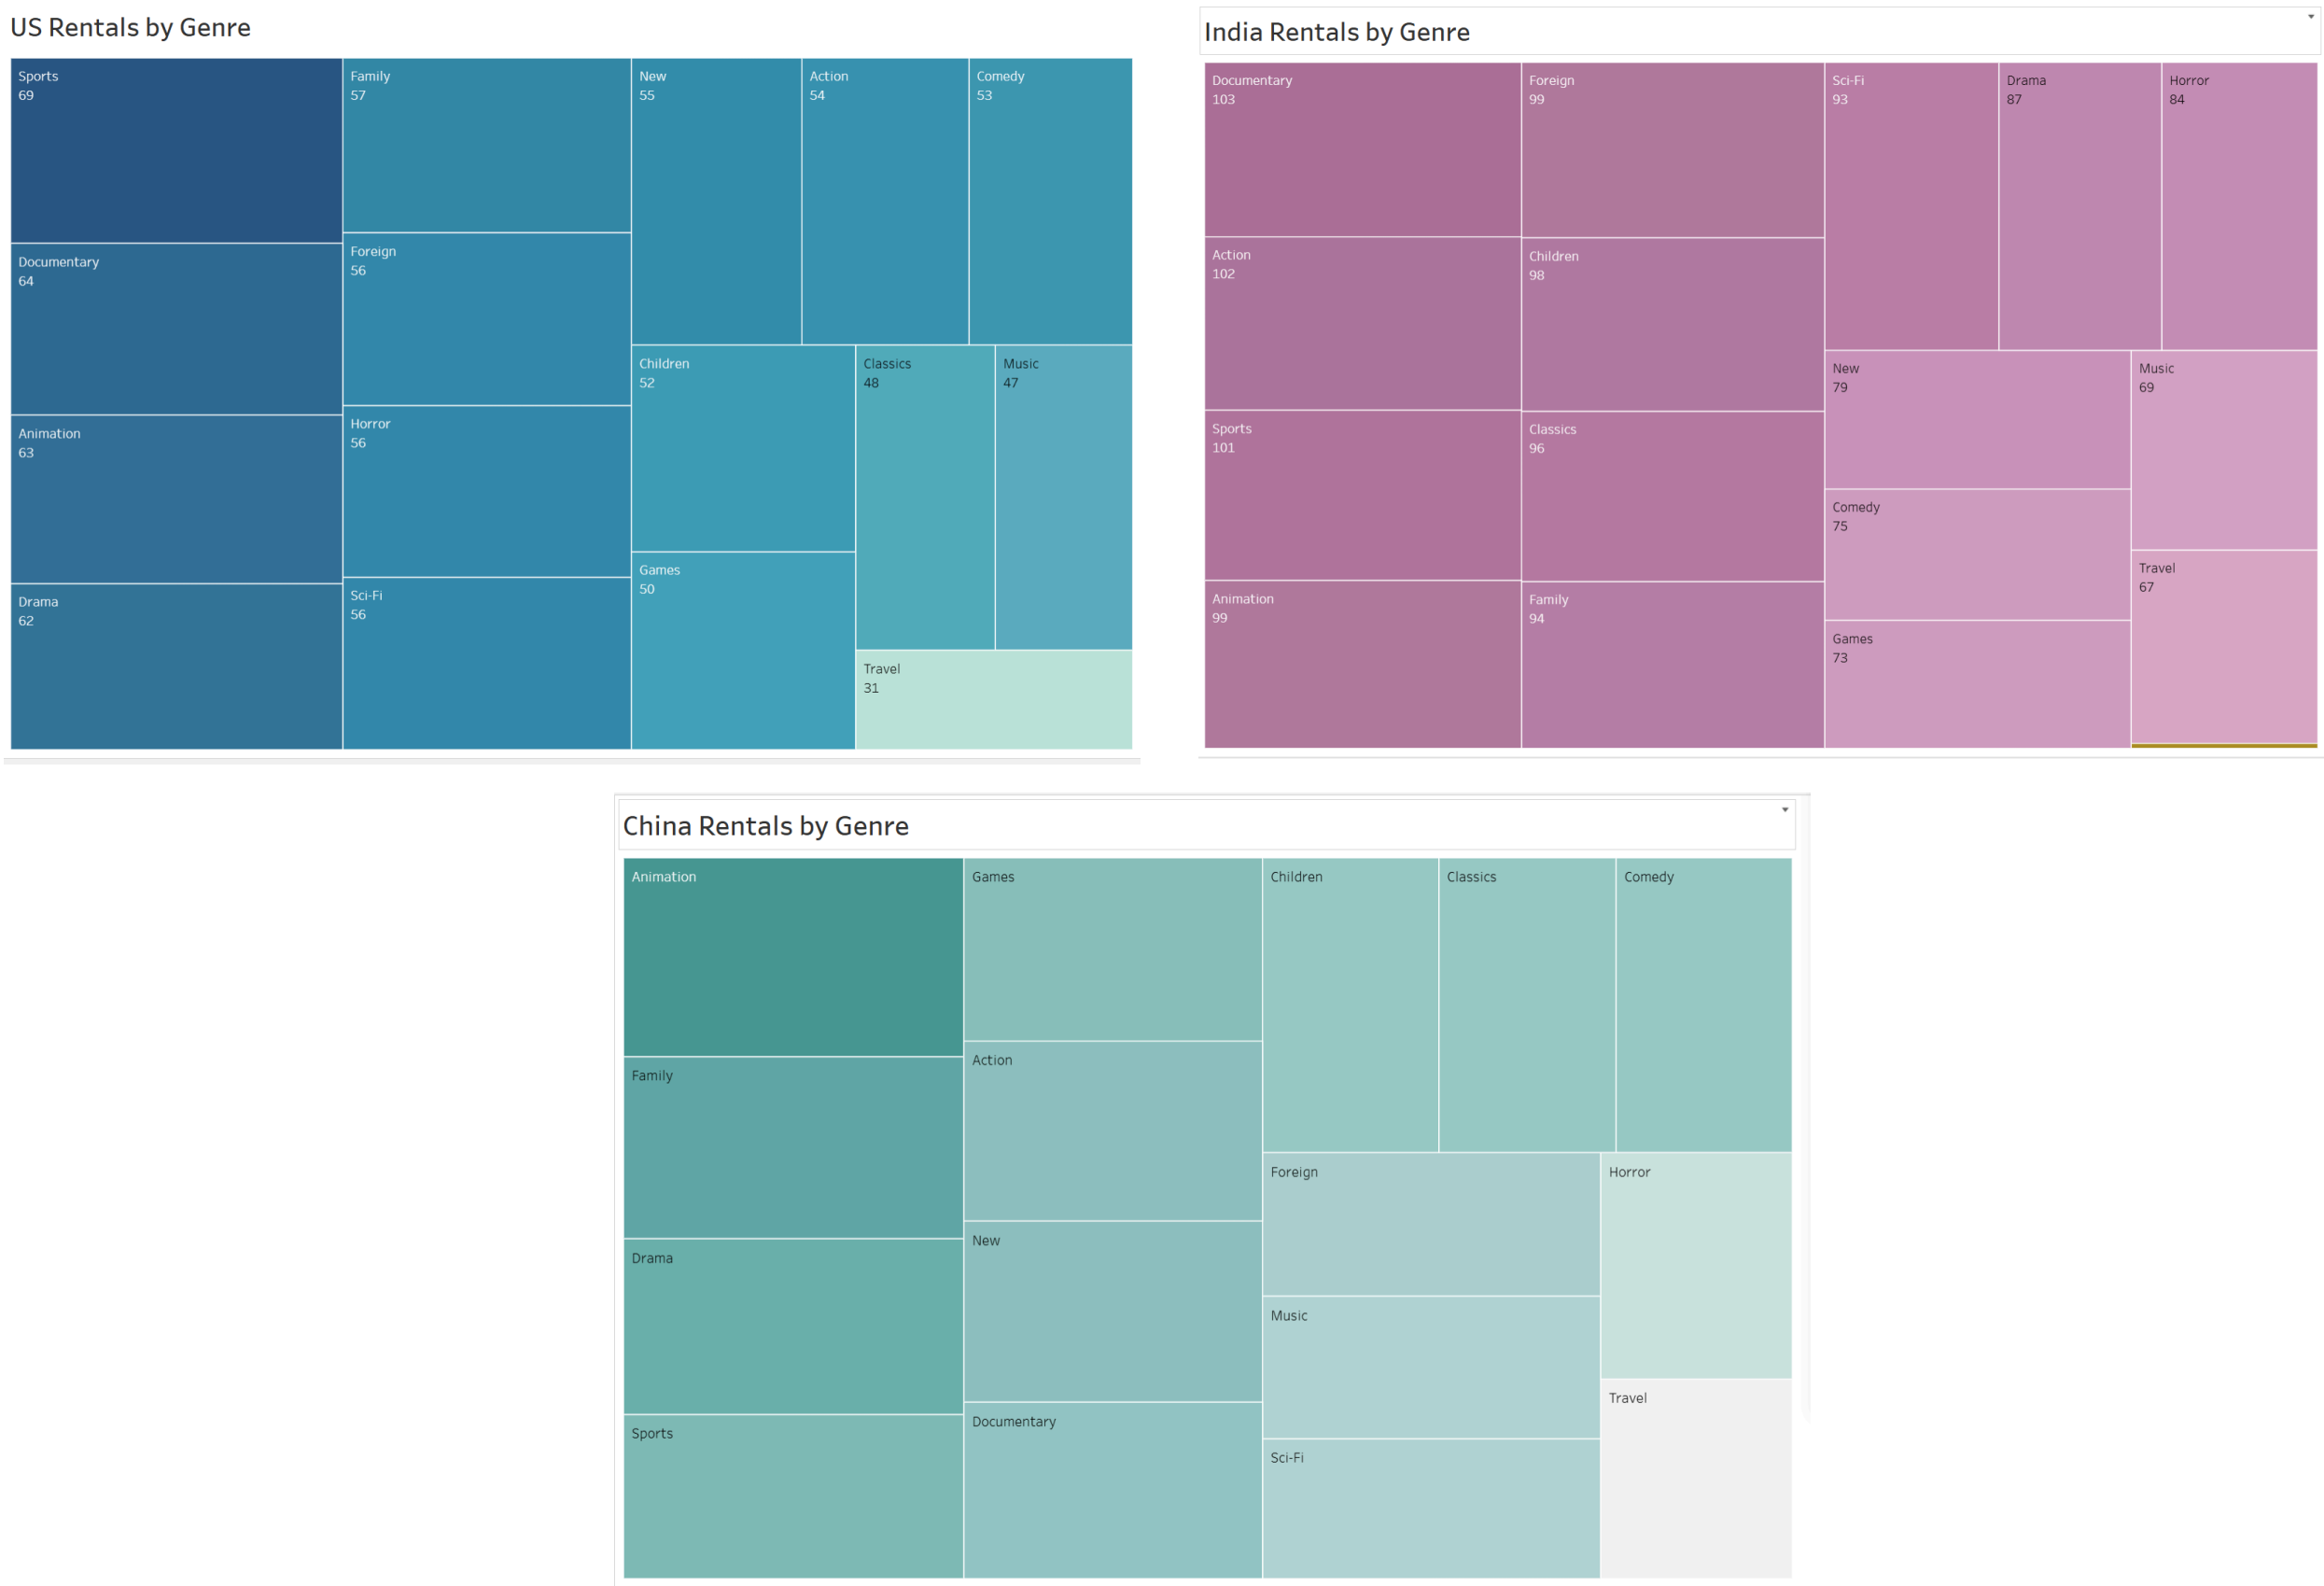 US Rentals by Genre
Sports
69
Documentary
64
Animation
63
Drama
62
Family
57
Foreign
56
Horror
56
Sci-Fi
56
New
55
Action
54
Comedy
53
Children
52
Games
50
Classics
48
Music
47
Travel
31
India Rentals by Genre
Documentary
103
Action
102
Sports
101
Animation
99
Foreign
99
Children
98
Classics
96
Family
94
Sci-Fi
93
Drama
87
Horror
84
New
79
Comedy
75
Games
73
Music
69
Travel
67
China Rentals by Genre
Animation
Family
Drama
Sports
Games
Action
New
Documentary
Children
Classics
Comedy
Foreign
Music
Sci-Fi
Horror
Travel